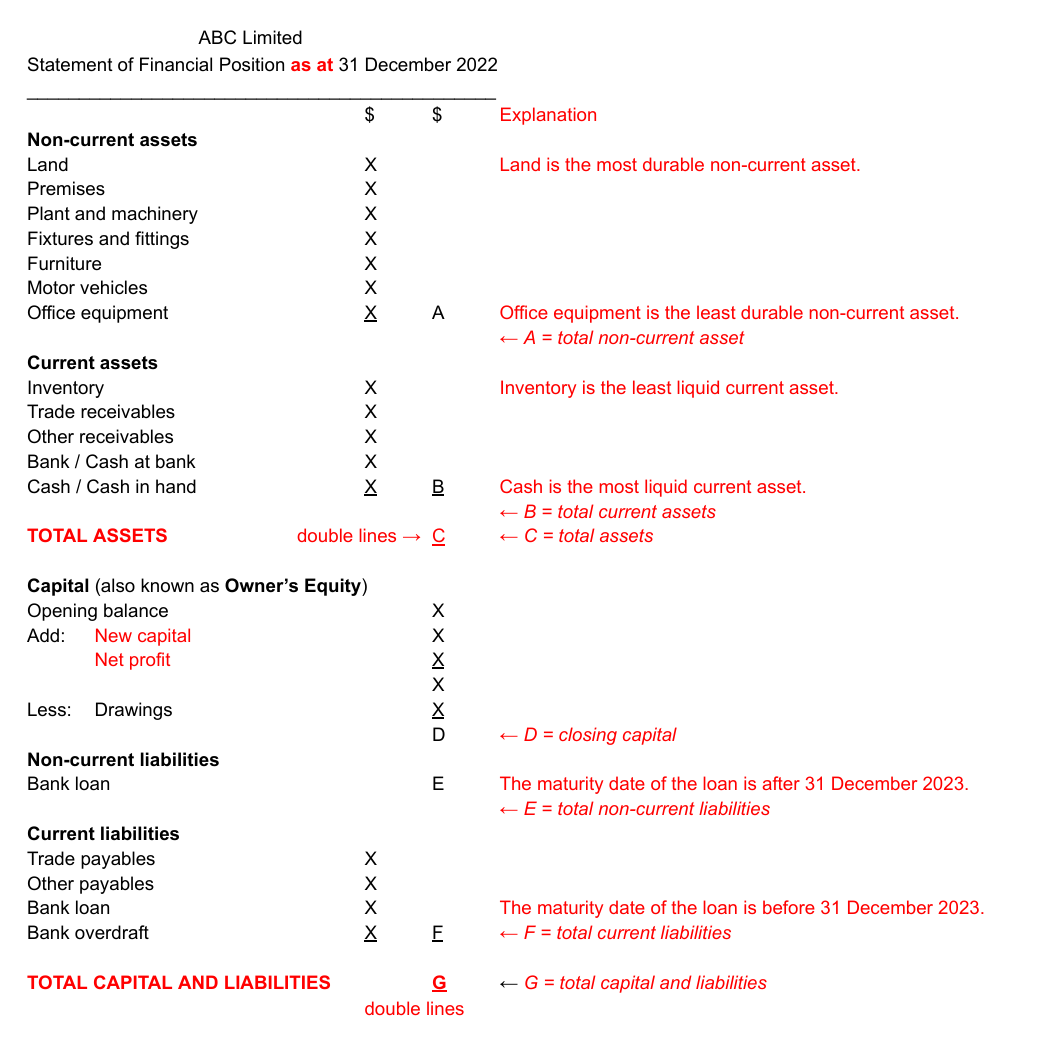 ABC Limited
Statement of Financial Position as at 31 December 2022
$ $ Explanation
Non-current assets
Land X Land is the most durable non-current asset.
Premises X
Plant and machinery X
Fixtures and fittings X
Furniture X
Motor vehicles X
Office equipment X A Office equipment is the least durable non-current asset.
← A = total non-current asset
Current assets
Inventory X Inventory is the least liquid current asset.
Trade receivables X
Other receivables X
Bank / Cash at bank X
Cash / Cash in hand X B Cash is the most liquid current asset.
← B = total current assets
TOTAL ASSETS double lines → C ← C = total assets
Capital (also known as Owner’s Equity)
Opening balance X
Add: New capital X
Net profit X
X
Less: Drawings X
D ← D = closing capital
Non-current liabilities
Bank loan E The maturity date of the loan is after 31 December 2023.
← E = total non-current liabilities
Current liabilities
Trade payables X
Other payables X
Bank loan X The maturity date of the loan is before 31 December 2023.
Bank overdraft X F ← F = total current liabilities
TOTAL CAPITAL AND LIABILITIES G ← G = total capital and liabilities
double lines